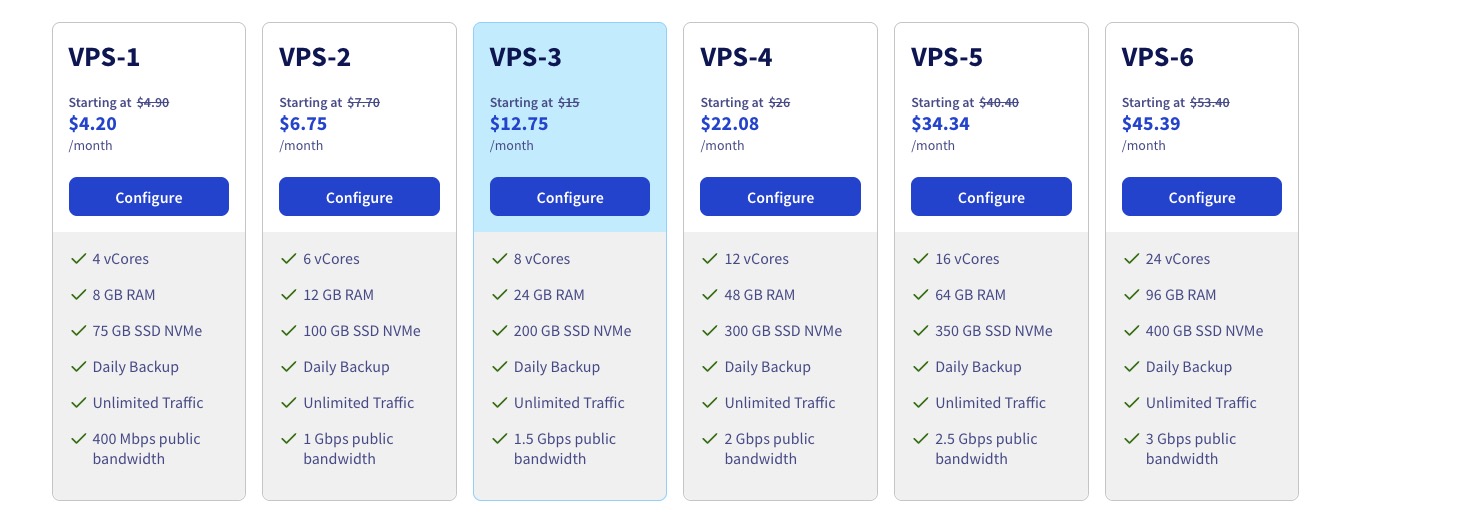 VPS-1
Starting at $4.90
$4.20
/month
Configure
4 vCores
8 GB RAM
75 GB SSD NVMe
Daily Backup
Unlimited Traffic
400 Mbps public
bandwidth
VPS-2
Starting at $7.70
$6.75
/month
Configure
6 vCores
12 GB RAM
100 GB SSD NVMe
Daily Backup
Unlimited Traffic
1 Gbps public
bandwidth
VPS-3
Starting at $15
$12.75
/month
Configure
8 vCores
24 GB RAM
200 GB SSD NVMe
Daily Backup
Unlimited Traffic
1.5 Gbps public
bandwidth
VPS-4
Starting at $26
$22.08
/month
Configure
12 vCores
48 GB RAM
300 GB SSD NVMe
Daily Backup
Unlimited Traffic
2 Gbps public
bandwidth
VPS-5
Starting at $40.40
$34.34
/month
Configure
16 vCores
64 GB RAM
350 GB SSD NVMe
Daily Backup
Unlimited Traffic
2.5 Gbps public
bandwidth
VPS-6
Starting at $53.40
$45.39
/month
Configure
24 vCores
96 GB RAM
400 GB SSD NVMe
Daily Backup
Unlimited Traffic
3 Gbps public
bandwidth